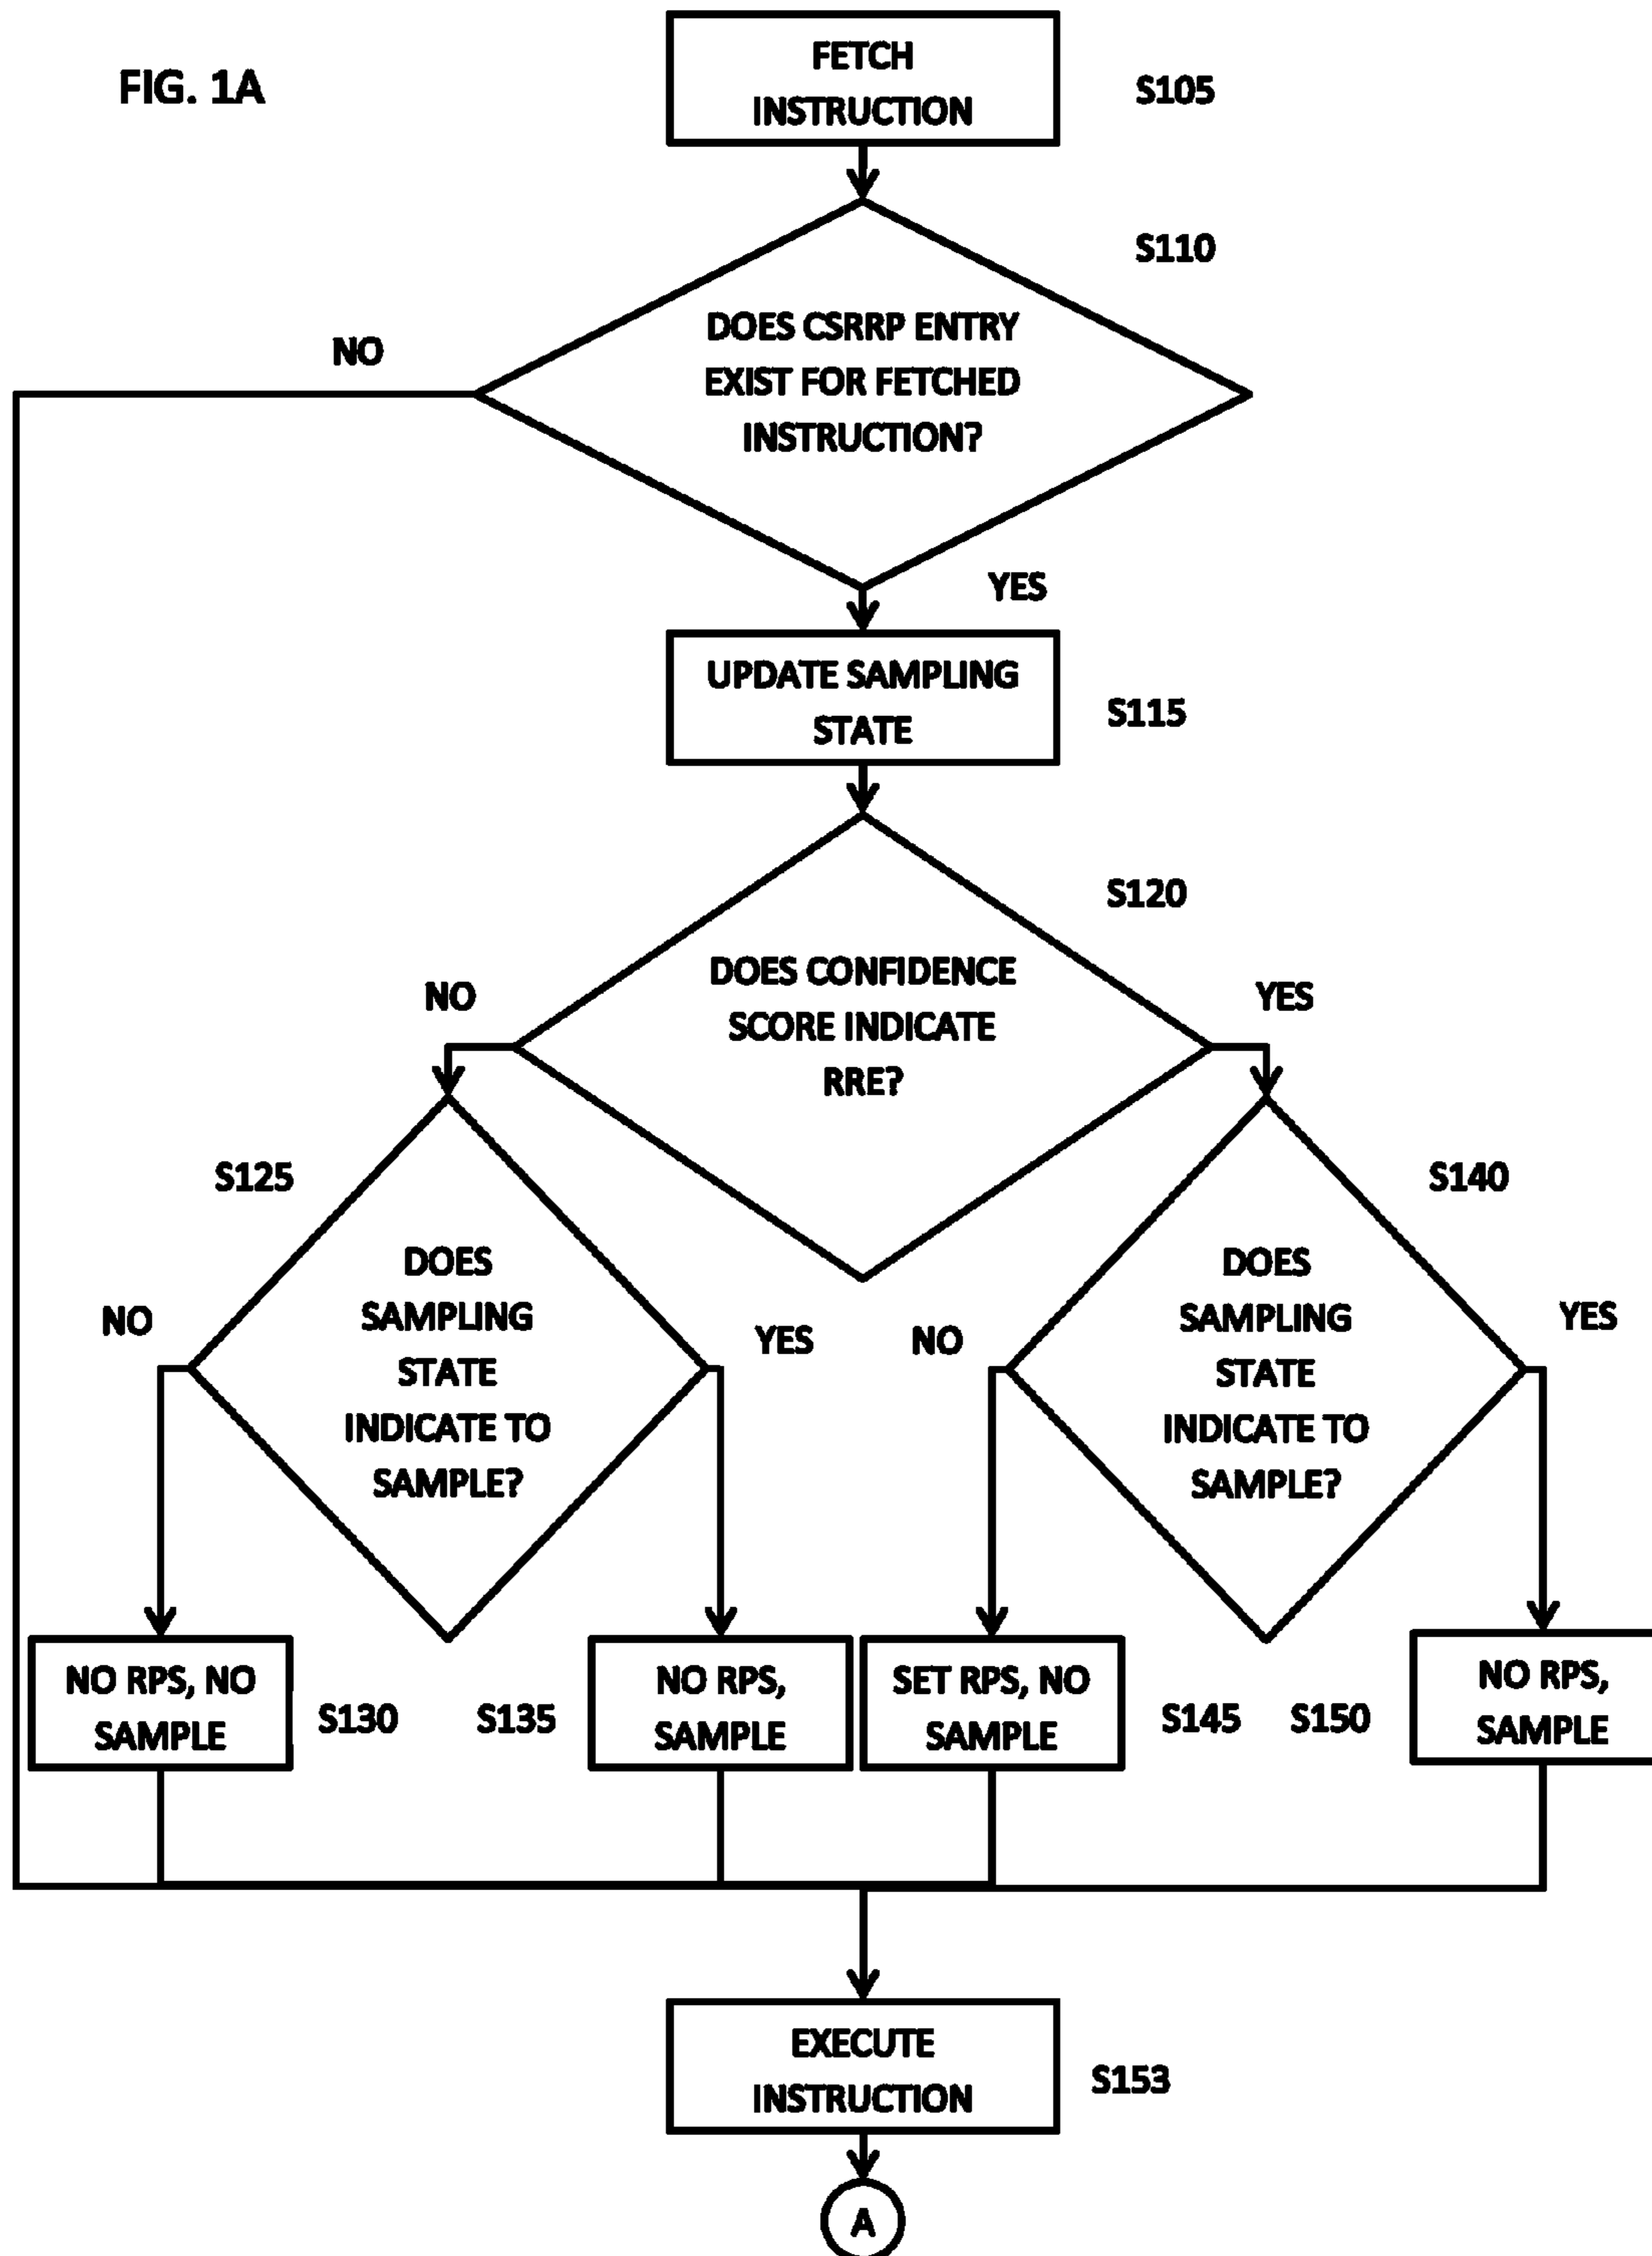 FIG. 1A
FETCH
INSTRUCTION
S105
S110
DOES CSRRP ENTRY
EXIST FOR FETCHED
INSTRUCTION?
NO
YES
UPDATE SAMPLING
STATE
S115
S120
DOES CONFIDENCE
SCORE INDICATE
RRE?
NO
YES
S125
DOES
SAMPLING
STATE
INDICATE TO
SAMPLE?
NO
YES
S140
DOES
SAMPLING
STATE
INDICATE TO
SAMPLE?
NO
YES
NO RPS, NO
SAMPLE
S130
S135
NO RPS,
SAMPLE
SET RPS, NO
SAMPLE
S145
S150
NO RPS,
SAMPLE
EXECUTE
INSTRUCTION
S153
A